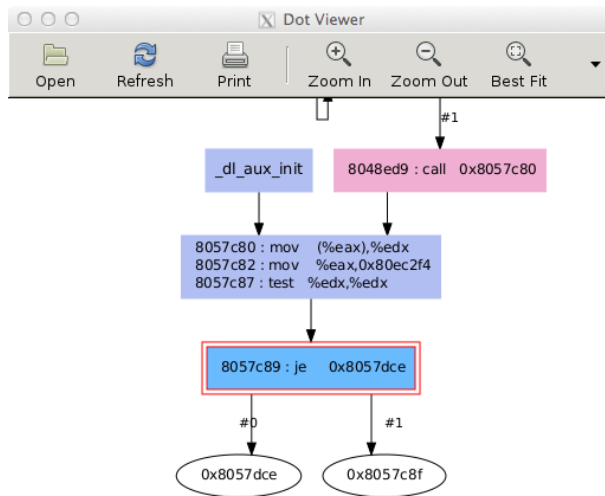 Dot Viewer
Open Refresh Print Zoom In Zoom Out Best Fit
#1
_dl_aux_init
8048ed9 : call 0x8057c80
8057c80 : mov (%eax),%edx
8057c82 : mov %eax,0x80ec2f4
8057c87 : test %edx,%edx
8057c89 : je 0x8057dce
#0 #1
0x8057dce 0x8057c8f